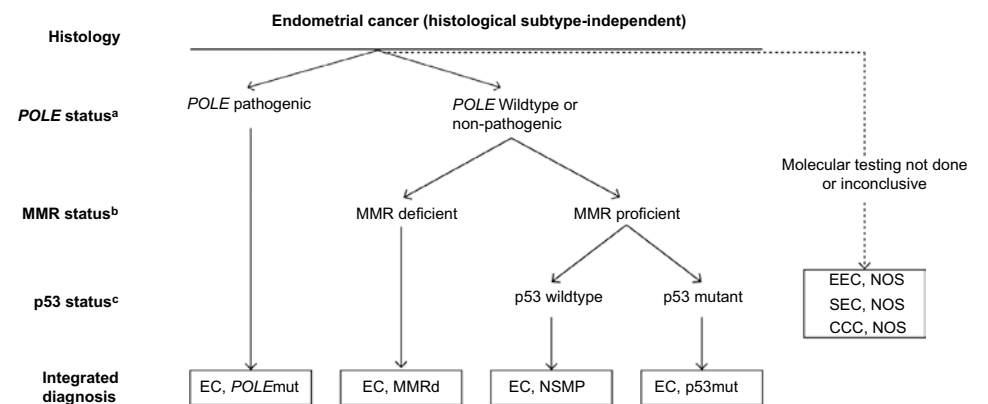 Endometrial cancer (histological subtype-independent)
Histology
POLE statusᵃ
POLE pathogenic
POLE Wildtype or
non-pathogenic
Molecular testing not done
or inconclusive
MMR statusᵇ
MMR deficient
MMR proficient
p53 statusᶜ
p53 wildtype
p53 mutant
EEC, NOS
SEC, NOS
CCC, NOS
Integrated
diagnosis
EC, POLEmut
EC, MMRd
EC, NSMP
EC, p53mut